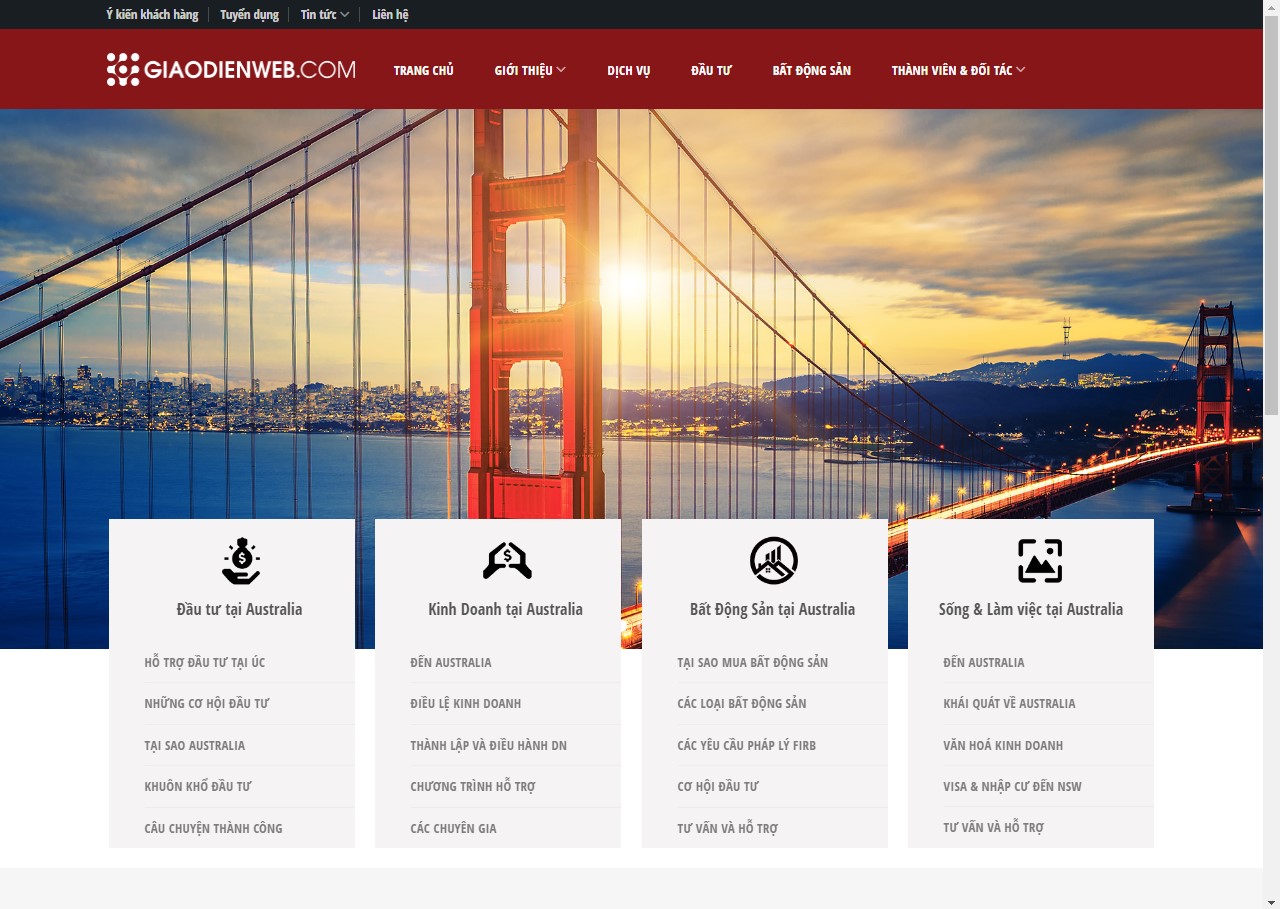 Ý kiến khách hàng Tuyển dụng Tin tức Liên hệ
GIAODIENWEB.COM TRANG CHỦ GIỚI THIỆU DỊCH VỤ ĐẦU TƯ BẤT ĐỘNG SẢN THÀNH VIÊN & ĐỐI TÁC
Đầu tư tại Australia
HỖ TRỢ ĐẦU TƯ TẠI ÚC
NHỮNG CƠ HỘI ĐẦU TƯ
TẠI SAO AUSTRALIA
KHUÔN KHỔ ĐẦU TƯ
CÂU CHUYỆN THÀNH CÔNG
Kinh Doanh tại Australia
ĐẾN AUSTRALIA
ĐIỀU LỆ KINH DOANH
THÀNH LẬP VÀ ĐIỀU HÀNH DN
CHƯƠNG TRÌNH HỖ TRỢ
CÁC CHUYÊN GIA
Bất Động Sản tại Australia
TẠI SAO MUA BẤT ĐỘNG SẢN
CÁC LOẠI BẤT ĐỘNG SẢN
CÁC YÊU CẦU PHÁP LÝ FIRB
CƠ HỘI ĐẦU TƯ
TƯ VẤN VÀ HỖ TRỢ
Sống & Làm việc tại Australia
ĐẾN AUSTRALIA
KHÁI QUÁT VỀ AUSTRALIA
VĂN HOÁ KINH DOANH
VISA & NHẬP CƯ ĐẾN NSW
TƯ VẤN VÀ HỖ TRỢ